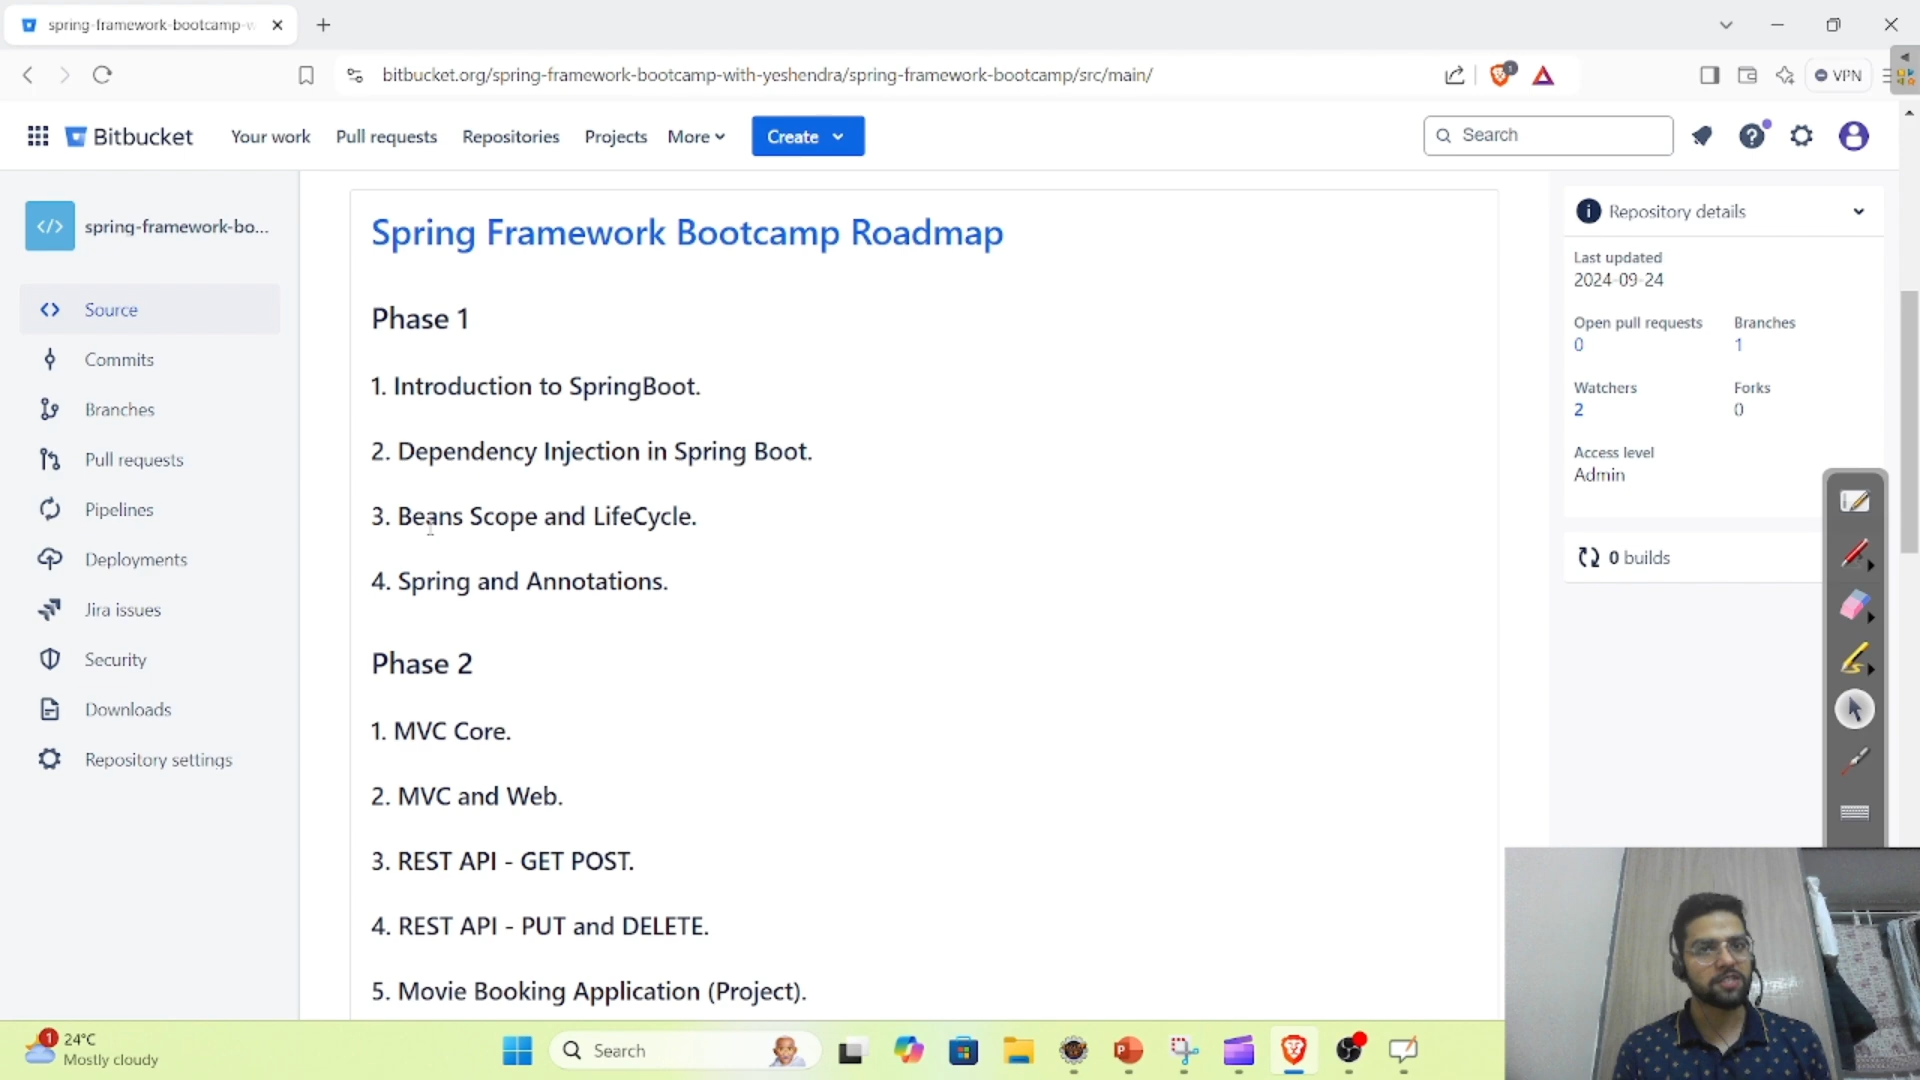 spring-framework-bootcamp-w
bitbucket.org/spring-framework-bootcamp-with-yeshendra/spring-framework-bootcamp/src/main/
1
VPN
Bitbucket
Your work
Pull requests
Repositories
Projects
More
Create
Search
spring-framework-bo...
Source
Commits
Branches
Pull requests
Pipelines
Deployments
Jira issues
Security
Downloads
Repository settings
Spring Framework Bootcamp Roadmap
Phase 1
1. Introduction to SpringBoot.
2. Dependency Injection in Spring Boot.
3. Beans Scope and LifeCycle.
4. Spring and Annotations.
Phase 2
1. MVC Core.
2. MVC and Web.
3. REST API - GET POST.
4. REST API - PUT and DELETE.
5. Movie Booking Application (Project).
Repository details
Last updated
2024-09-24
Open pull requests
0
Branches
1
Watchers
2
Forks
0
Access level
Admin
0 builds
1
24°C
Mostly cloudy
Search